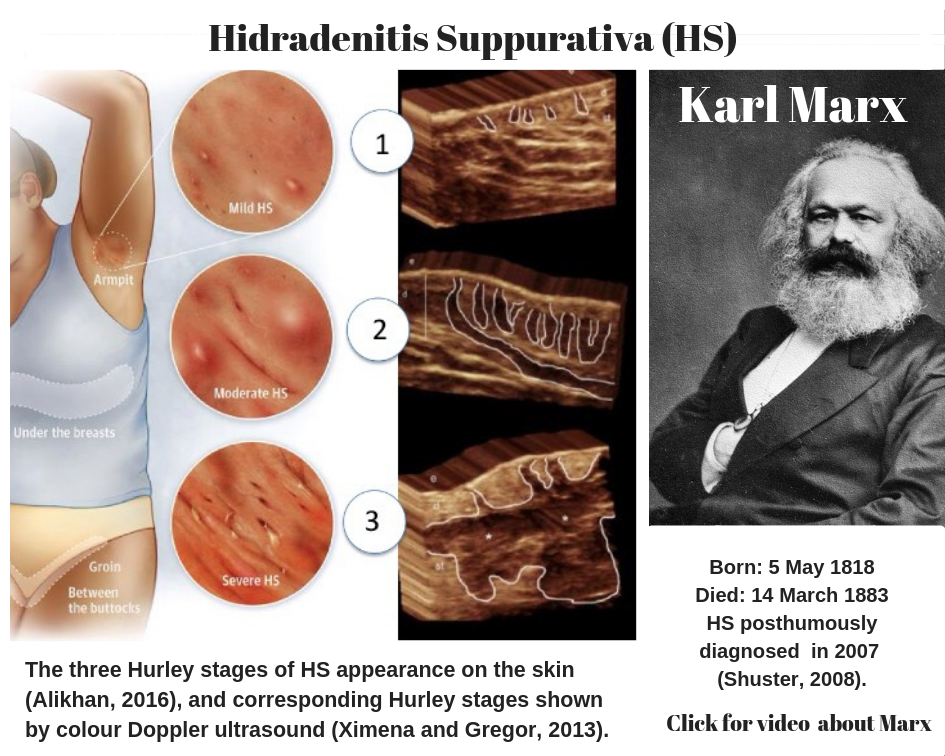 Hidradenitis Suppurativa (HS)
Mild HS
Armpit
Moderate HS
Under the breasts
Severe HS
Groin
Between
the buttocks
1
2
3
Karl Marx
The three Hurley stages of HS appearance on the skin
(Alikhan, 2016), and corresponding Hurley stages shown
by colour Doppler ultrasound (Ximena and Gregor, 2013).
Born: 5 May 1818
Died: 14 March 1883
HS posthumously
diagnosed in 2007
(Shuster, 2008).
Click for video about Marx